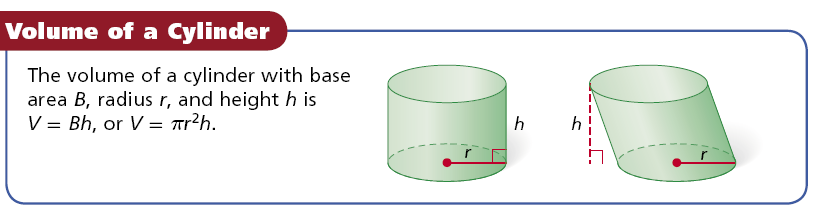 Volume of a Cylinder
The volume of a cylinder with base
area B, radius r, and height h is
V = Bh, or V = πr²h.
r
h
h
r